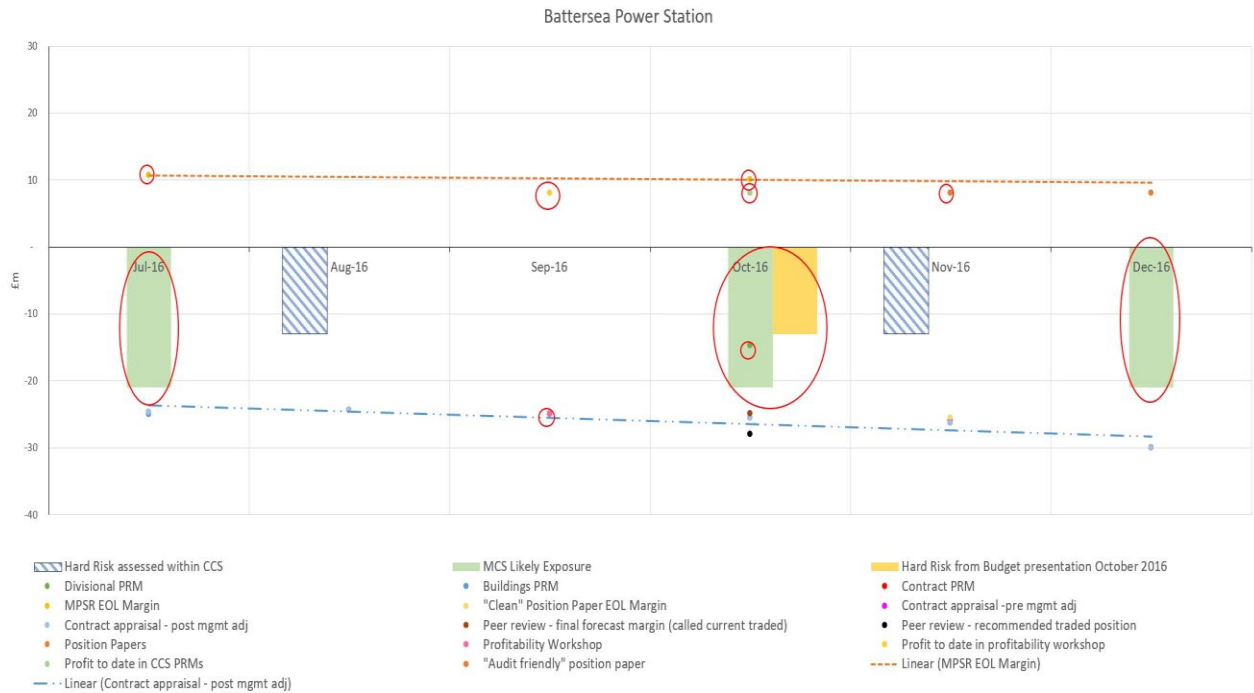 Battersea Power Station
30
20
10
-
-10
-20
-30
-40
£m
Jul-16 Aug-16 Sep-16 Oct-16 Nov-16 Dec-16
Hard Risk assessed within CCS MCS Likely Exposure Hard Risk from Budget presentation October 2016
Divisional PRM Buildings PRM Contract PRM
MPSR EOL Margin "Clean" Position Paper EOL Margin Contract appraisal -pre mgmt adj
Contract appraisal - post mgmt adj Peer review - final forecast margin (called current traded) Peer review - recommended traded position
Position Papers Profitability Workshop Profit to date in profitability workshop
Profit to date in CCS PRMs "Audit friendly" position paper Linear (MPSR EOL Margin)
Linear (Contract appraisal - post mgmt adj)